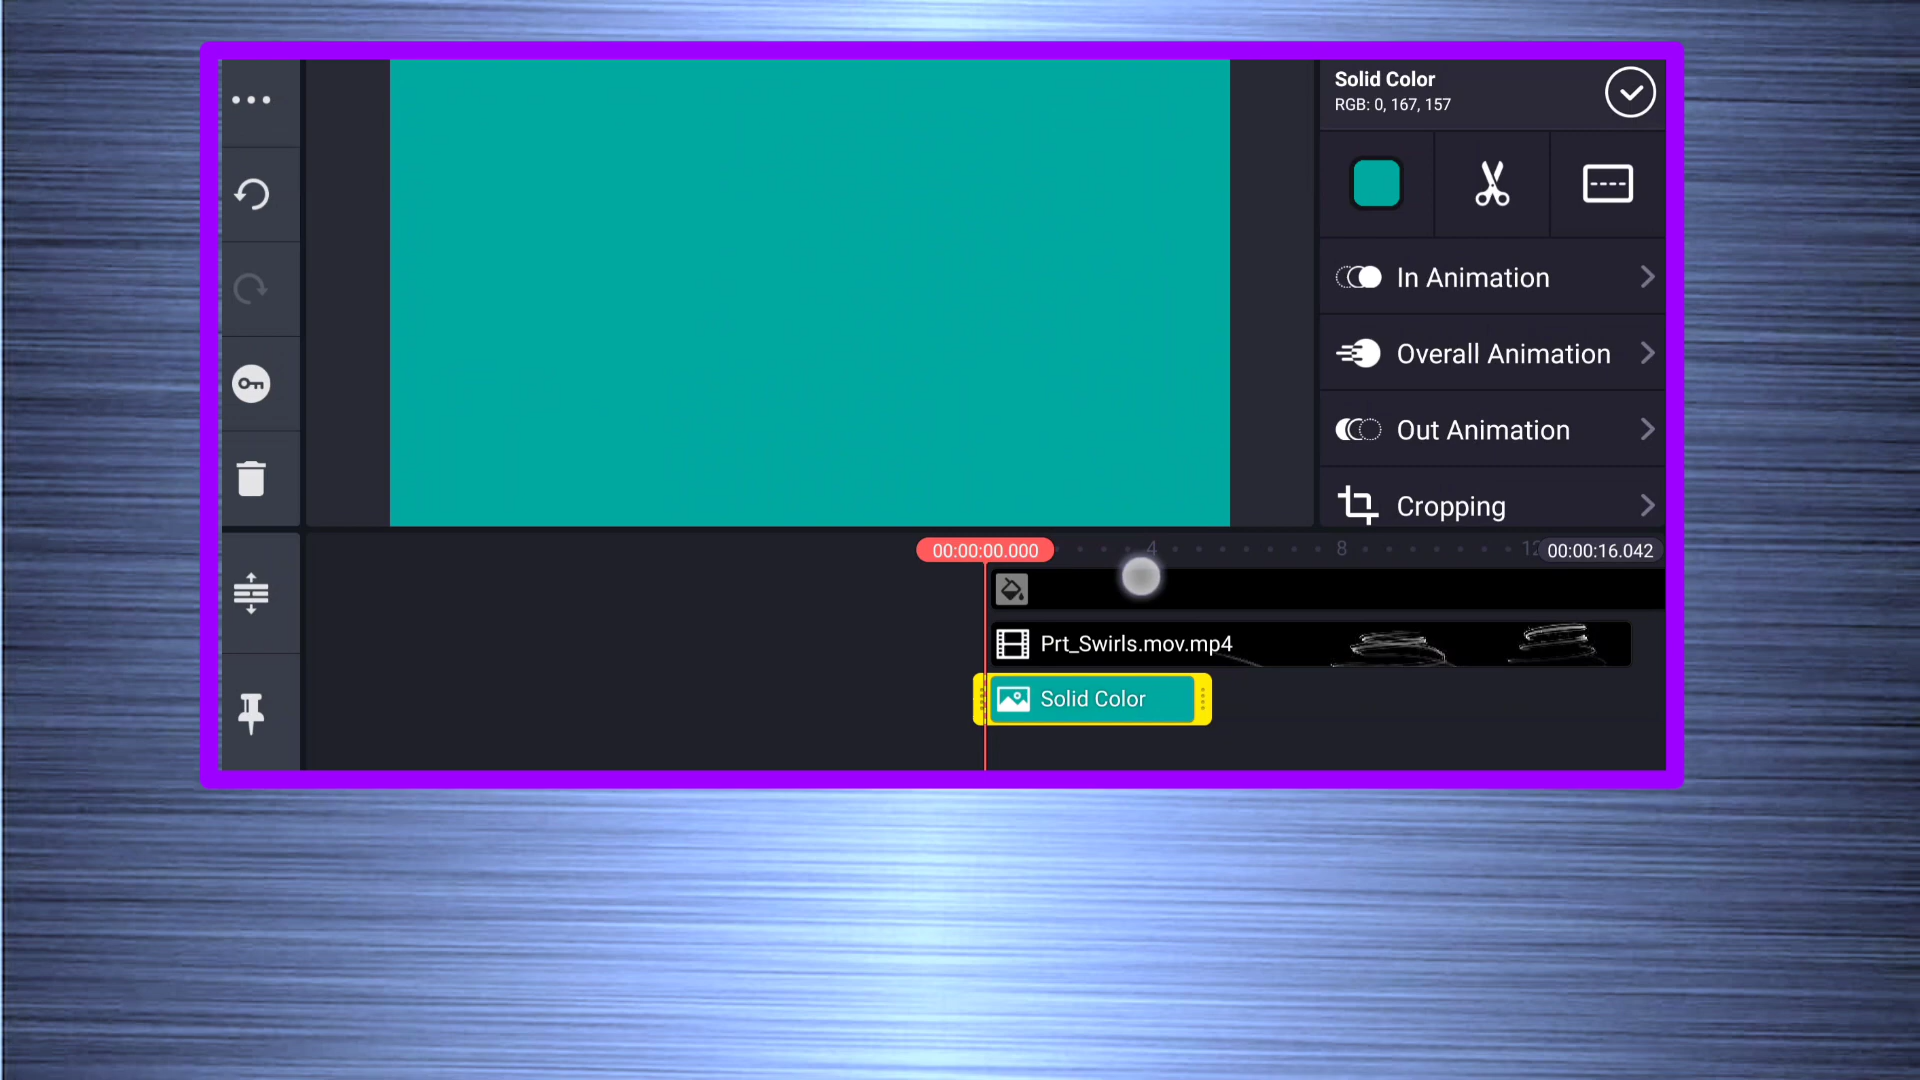 Solid Color
RGB: 0, 167, 157
In Animation
Overall Animation
Out Animation
Cropping
00:00:00.000
4
8
12
00:00:16.042
Prt_Swirls.mov.mp4
Solid Color